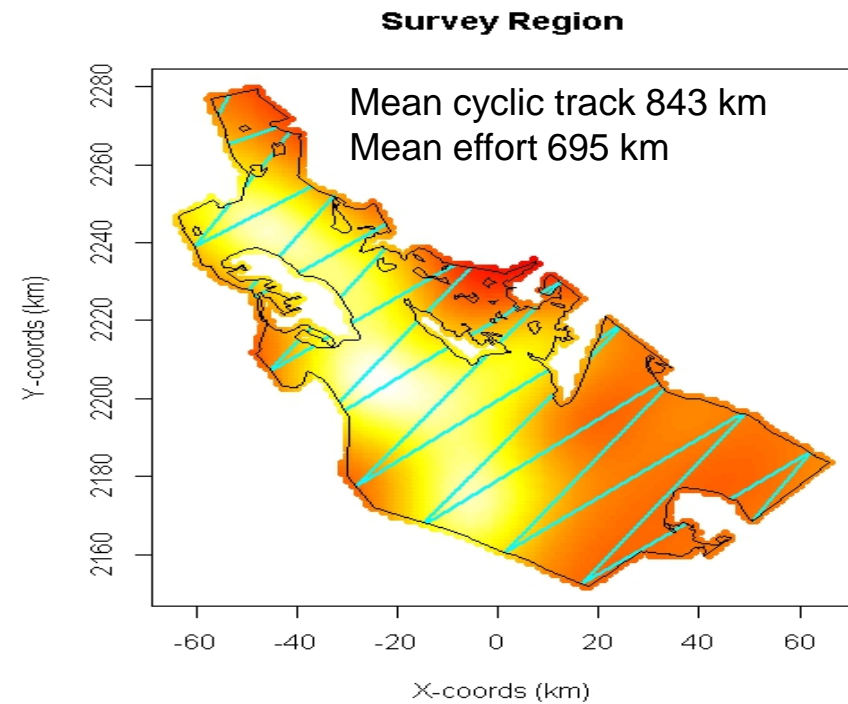 Survey Region
Mean cyclic track 843 km
Mean effort 695 km
Y-coords (km)
2280
2260
2240
2220
2200
2180
2160
-60 -40 -20 0 20 40 60
X-coords (km)